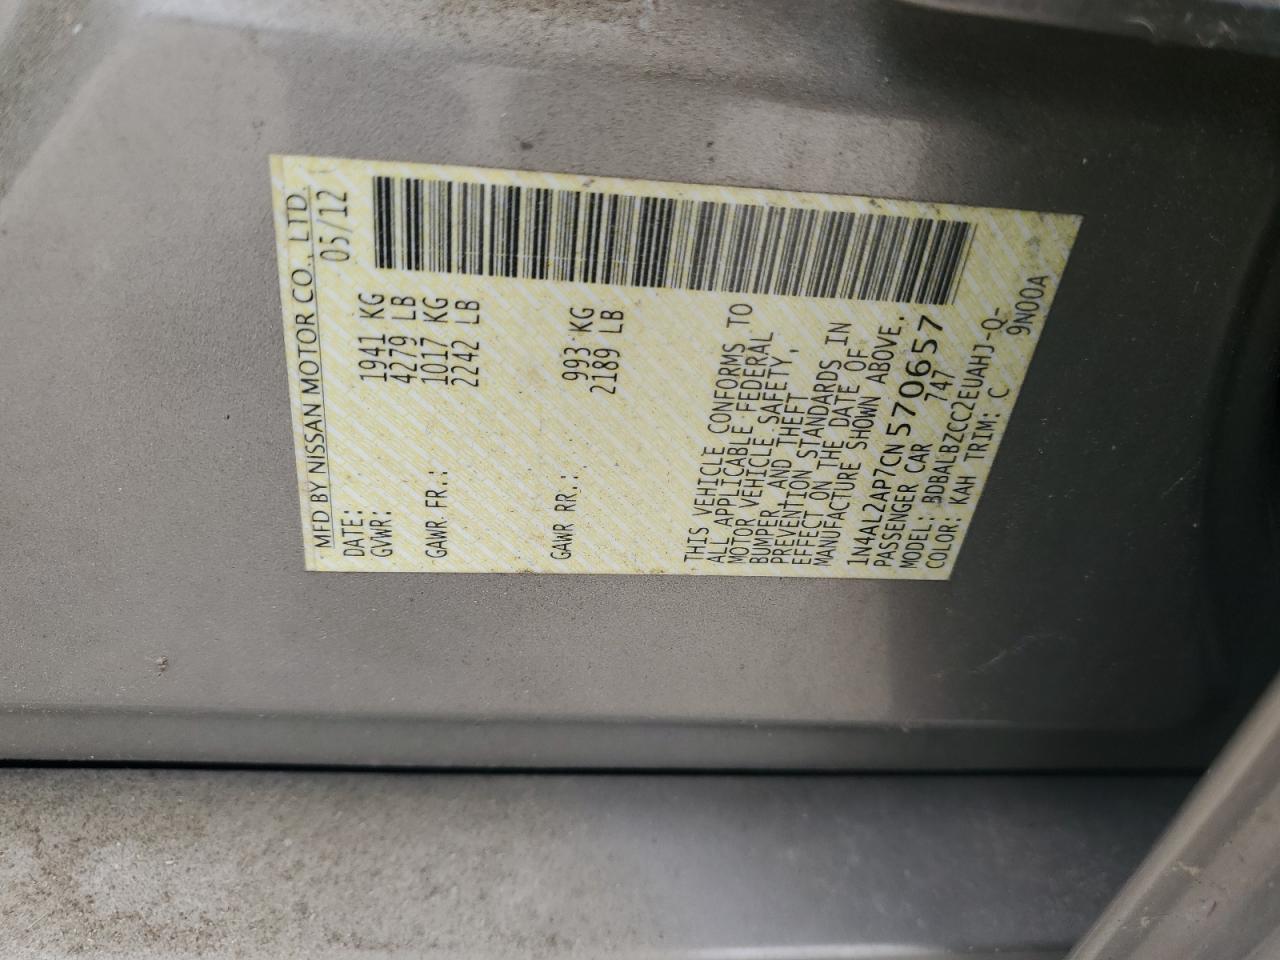 MFD BY NISSAN MOTOR CO., LTD.
DATE: 05/12
GVWR: 1941 KG
4279 LB
GAWR FR.: 1017 KG
2242 LB
GAWR RR.: 993 KG
2189 LB
THIS VEHICLE CONFORMS TO
ALL APPLICABLE FEDERAL
MOTOR VEHICLE SAFETY,
BUMPER, AND THEFT
PREVENTION STANDARDS IN
EFFECT ON THE DATE OF
MANUFACTURE SHOWN ABOVE.
1N4AL2AP7CN570657
PASSENGER CAR 747
MODEL: BDBALBZCC2EUAHJ-Q-
COLOR: KAH TRIM: C 9N00A